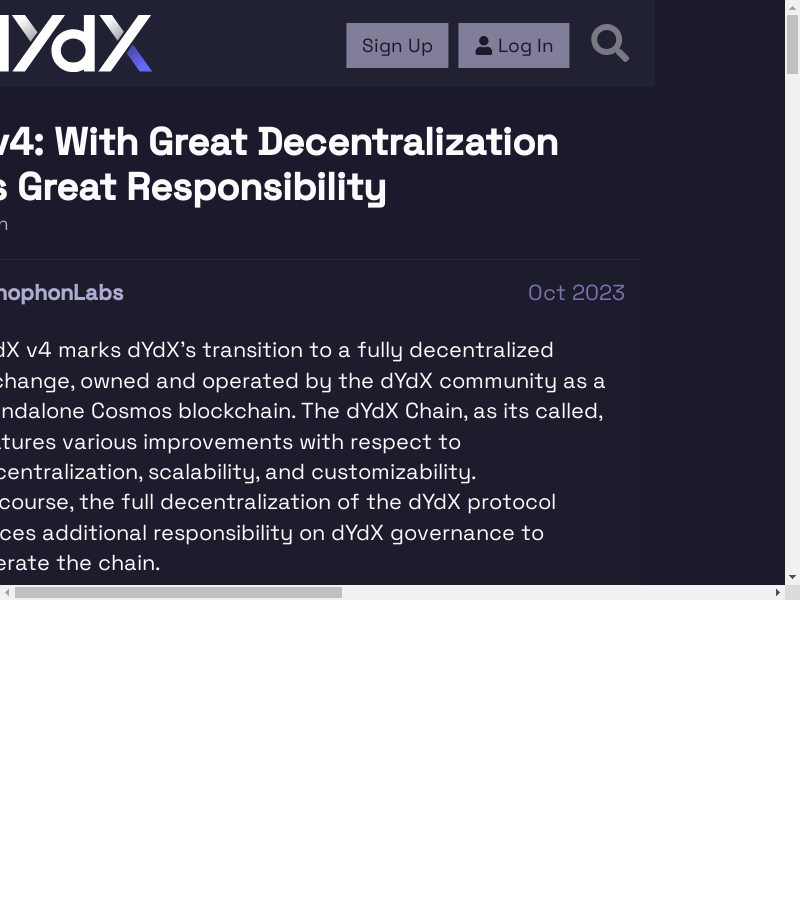 dYdX
Sign Up
Log In
v4: With Great Decentralization
Great Responsibility
nophonLabs
Oct 2023
dX v4 marks dYdX's transition to a fully decentralized
change, owned and operated by the dYdX community as a
ndalone Cosmos blockchain. The dYdX Chain, as its called,
tures various improvements with respect to
centralization, scalability, and customizability.
course, the full decentralization of the dYdX protocol
ces additional responsibility on dYdX governance to
erate the chain.